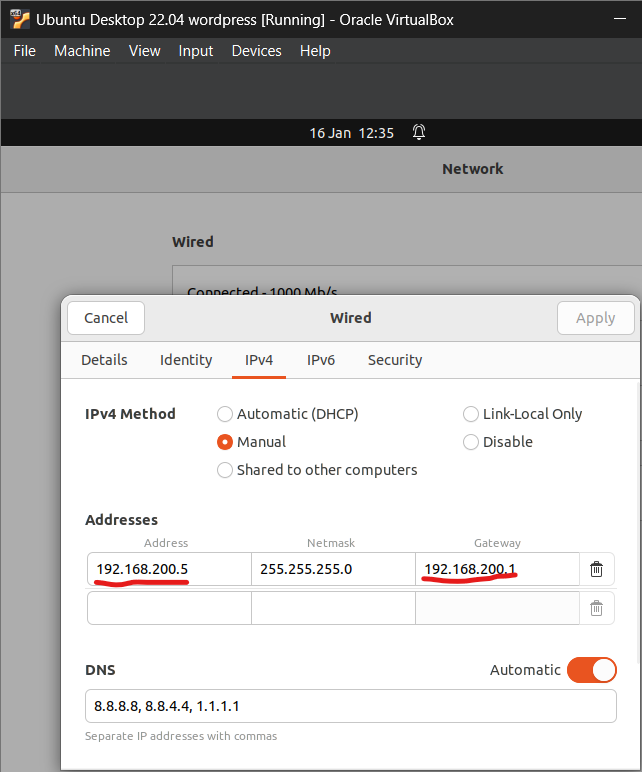 Ubuntu Desktop 22.04 wordpress [Running] - Oracle VirtualBox
File Machine View Input Devices Help
16 Jan 12:35
Network
Wired
Connected - 1000 Mb/s
Cancel Wired Apply
Details Identity IPv4 IPv6 Security
IPv4 Method Automatic (DHCP) Link-Local Only
Manual Disable
Shared to other computers
Addresses
Address Netmask Gateway
192.168.200.5 255.255.255.0 192.168.200.1
DNS Automatic
8.8.8.8, 8.8.4.4, 1.1.1.1
Separate IP addresses with commas